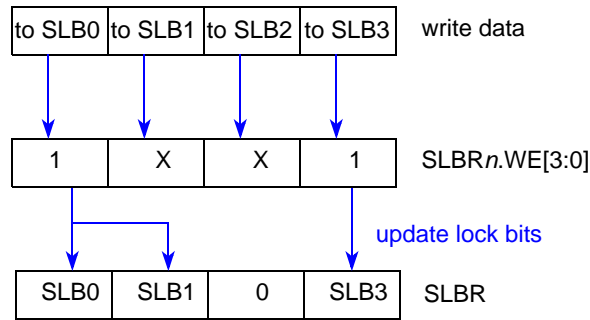 to SLB0 to SLB1 to SLB2 to SLB3 write data
1 X X 1 SLBRn.WE[3:0]
update lock bits
SLB0 SLB1 0 SLB3 SLBR